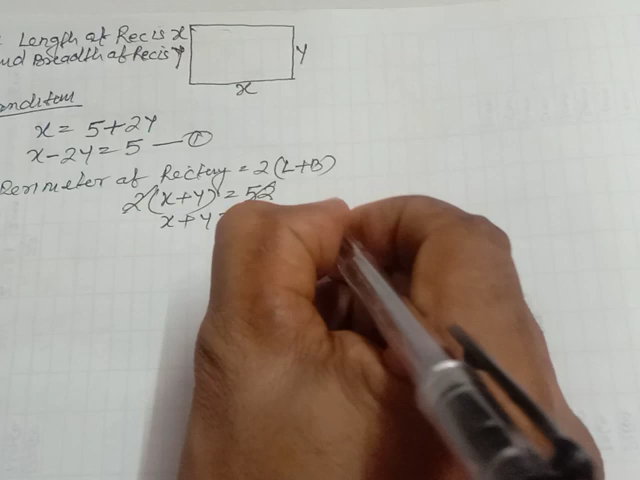 Length of Rec is x
and Breadth of Rec is y
y
x
condition
x = 5+2y
x-2y = 5 — ①
Perimeter of Rectany = 2(L+B)
2(x+y) = 52
x+y =